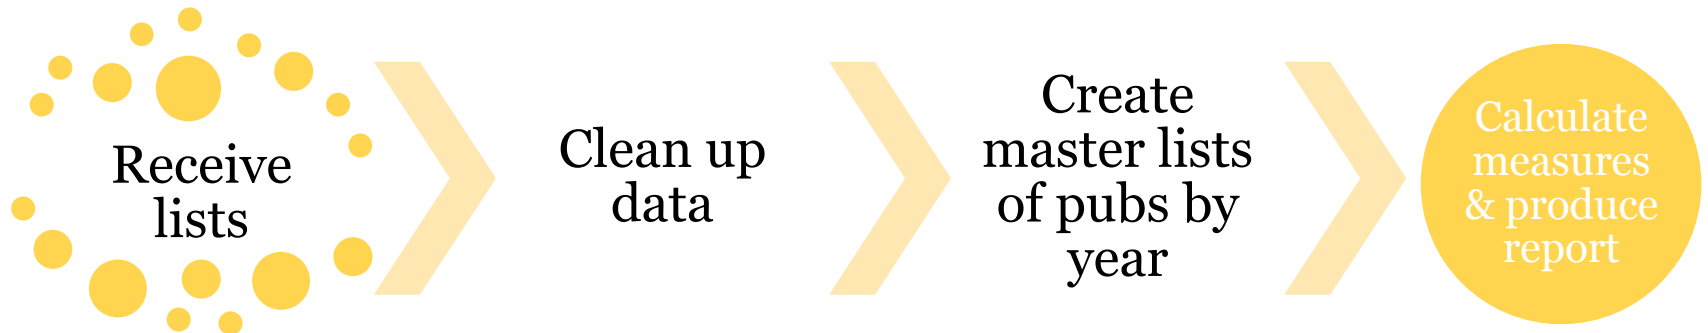 Receive
lists
Clean up
data
Create
master lists
of pubs by
year
Calculate
measures
& produce
report